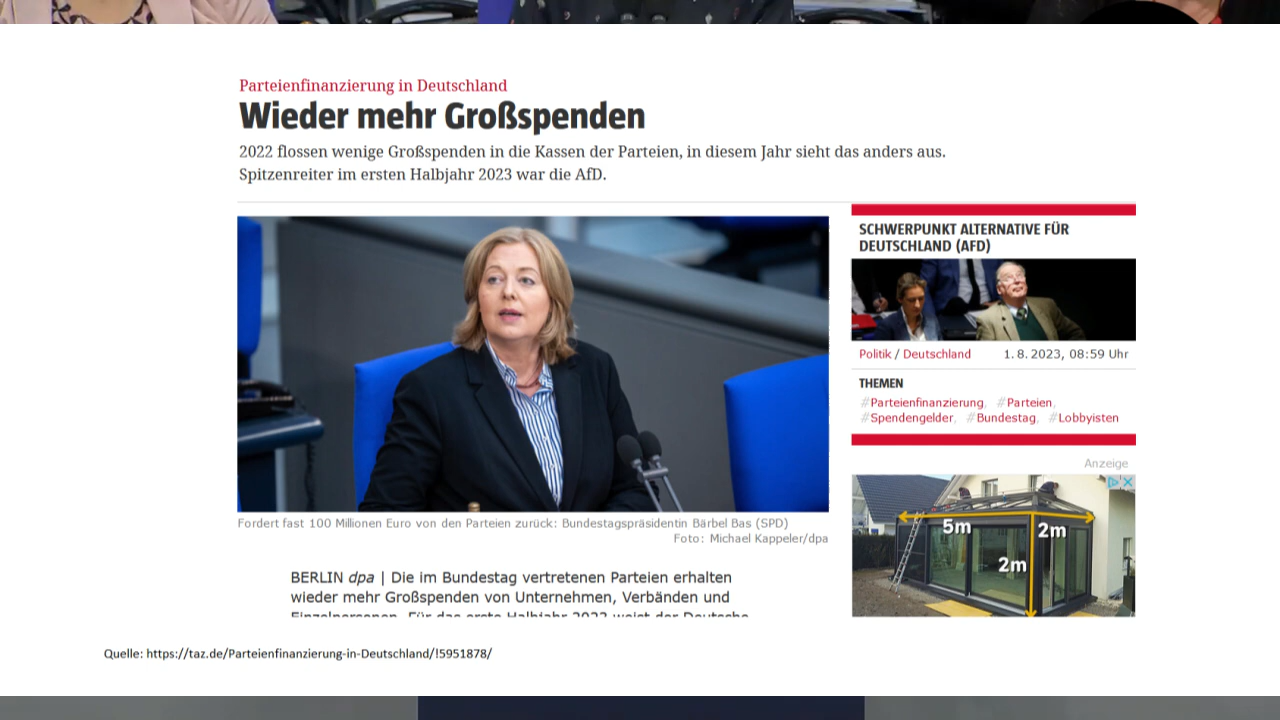 Parteienfinanzierung in Deutschland
Wieder mehr Großspenden
2022 flossen wenige Großspenden in die Kassen der Parteien, in diesem Jahr sieht das anders aus.
Spitzenreiter im ersten Halbjahr 2023 war die AfD.
Fordert fast 100 Millionen Euro von den Parteien zurück: Bundestagspräsidentin Bärbel Bas (SPD)
Foto: Michael Kappeler/dpa
BERLIN dpa | Die im Bundestag vertretenen Parteien erhalten
wieder mehr Großspenden von Unternehmen, Verbänden und
Einzelpersonen. Für das erste Halbjahr 2023 weist der Deutsche
SCHWERPUNKT ALTERNATIVE FÜR
DEUTSCHLAND (AFD)
Politik / Deutschland 1. 8. 2023, 08:59 Uhr
THEMEN
#Parteienfinanzierung, #Parteien,
#Spendengelder, #Bundestag, #Lobbyisten
Anzeige
5m
2m
2m
Quelle: https://taz.de/Parteienfinanzierung-in-Deutschland/!5951878/